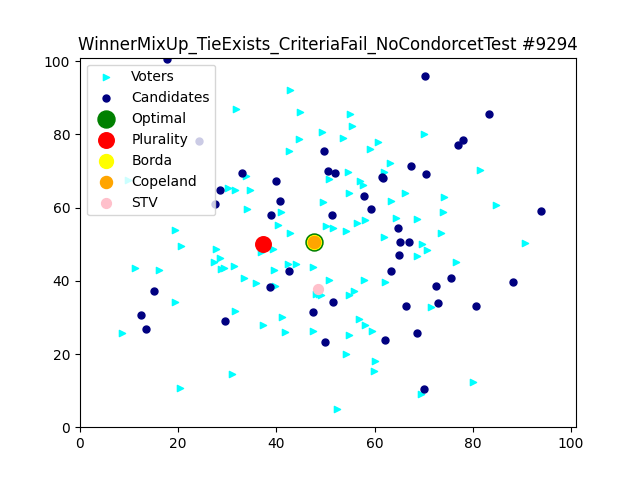 WinnerMixUp_TieExists_CriteriaFail_NoCondorcetTest #9294
100
80
60
40
20
0
Voters
Candidates
Optimal
Plurality
Borda
Copeland
STV
0 20 40 60 80 100